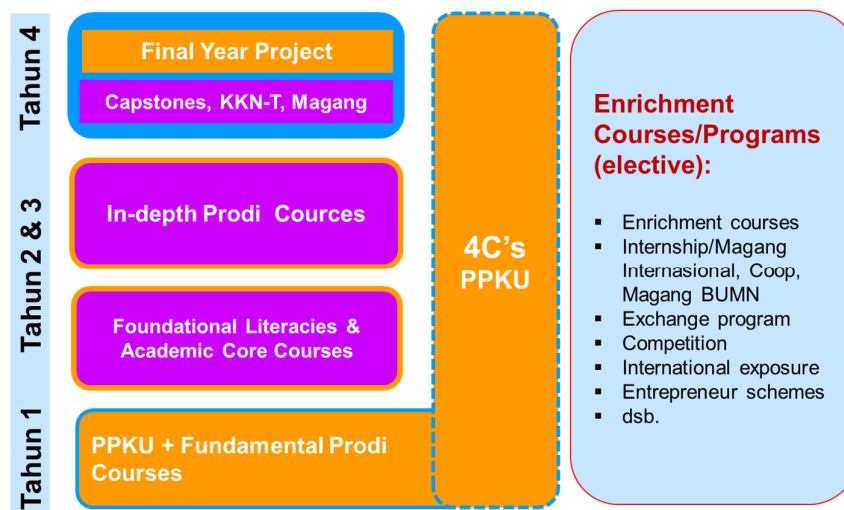 Tahun 4
Final Year Project
Capstones, KKN-T, Magang
Tahun 2 & 3
In-depth Prodi Cources
Foundational Literacies &
Academic Core Courses
Tahun 1
PPKU + Fundamental Prodi
Courses
4C's
PPKU
Enrichment
Courses/Programs
(elective):
▪ Enrichment courses
▪ Internship/Magang
Internasional, Coop,
Magang BUMN
▪ Exchange program
▪ Competition
▪ International exposure
▪ Entrepreneur schemes
▪ dsb.